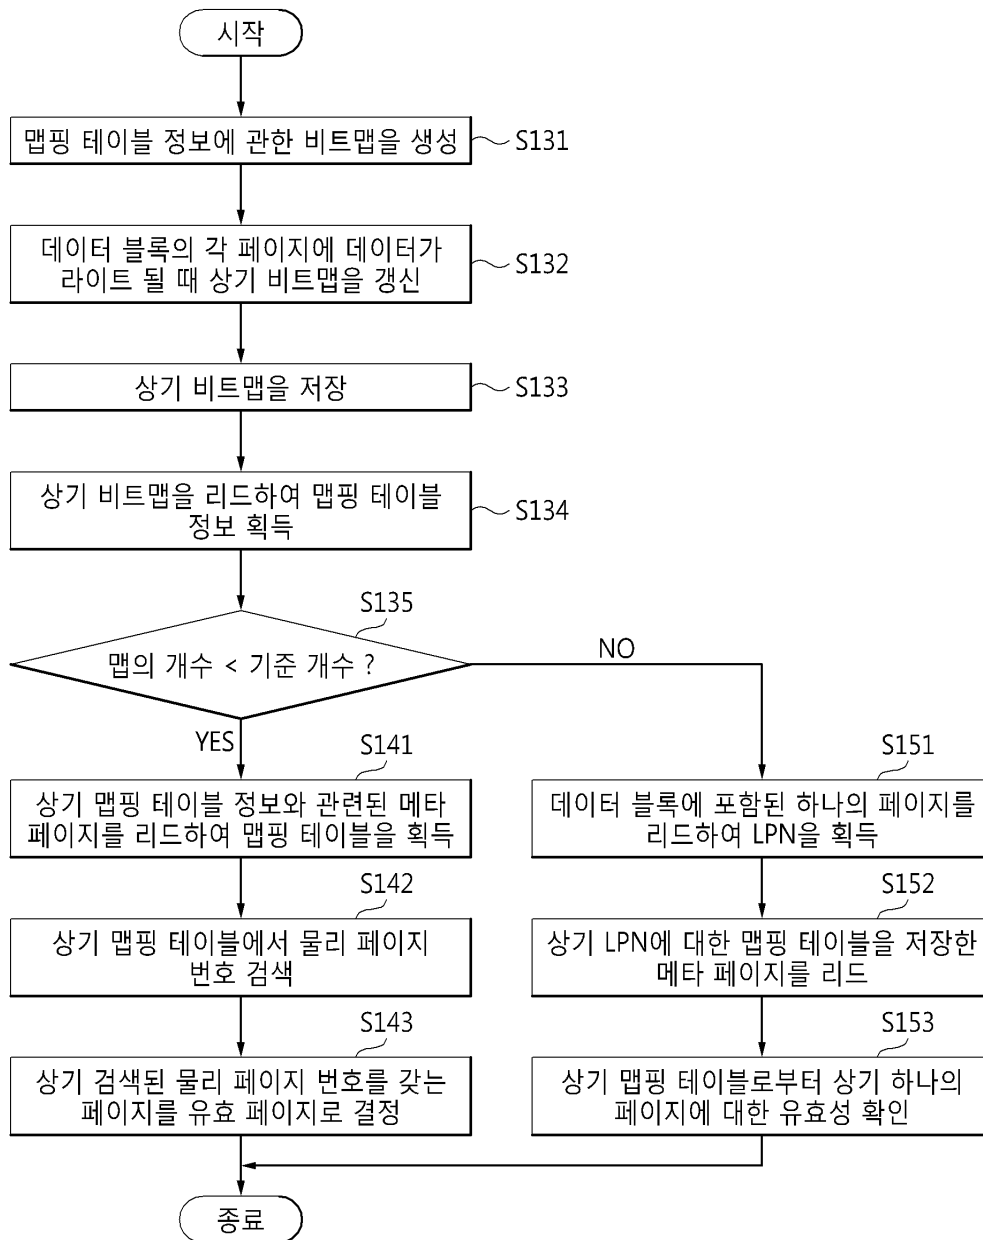 시작
맵핑 테이블 정보에 관한 비트맵을 생성
S131
데이터 블록의 각 페이지에 데이터가
라이트 될 때 상기 비트맵을 갱신
S132
상기 비트맵을 저장
S133
상기 비트맵을 리드하여 맵핑 테이블
정보 획득
S134
S135
맵의 개수 < 기준 개수 ?
NO
YES
S141
상기 맵핑 테이블 정보와 관련된 메타
페이지를 리드하여 맵핑 테이블을 획득
S142
상기 맵핑 테이블에서 물리 페이지
번호 검색
S143
상기 검색된 물리 페이지 번호를 갖는
페이지를 유효 페이지로 결정
S151
데이터 블록에 포함된 하나의 페이지를
리드하여 LPN을 획득
S152
상기 LPN에 대한 맵핑 테이블을 저장한
메타 페이지를 리드
S153
상기 맵핑 테이블로부터 상기 하나의
페이지에 대한 유효성 확인
종료